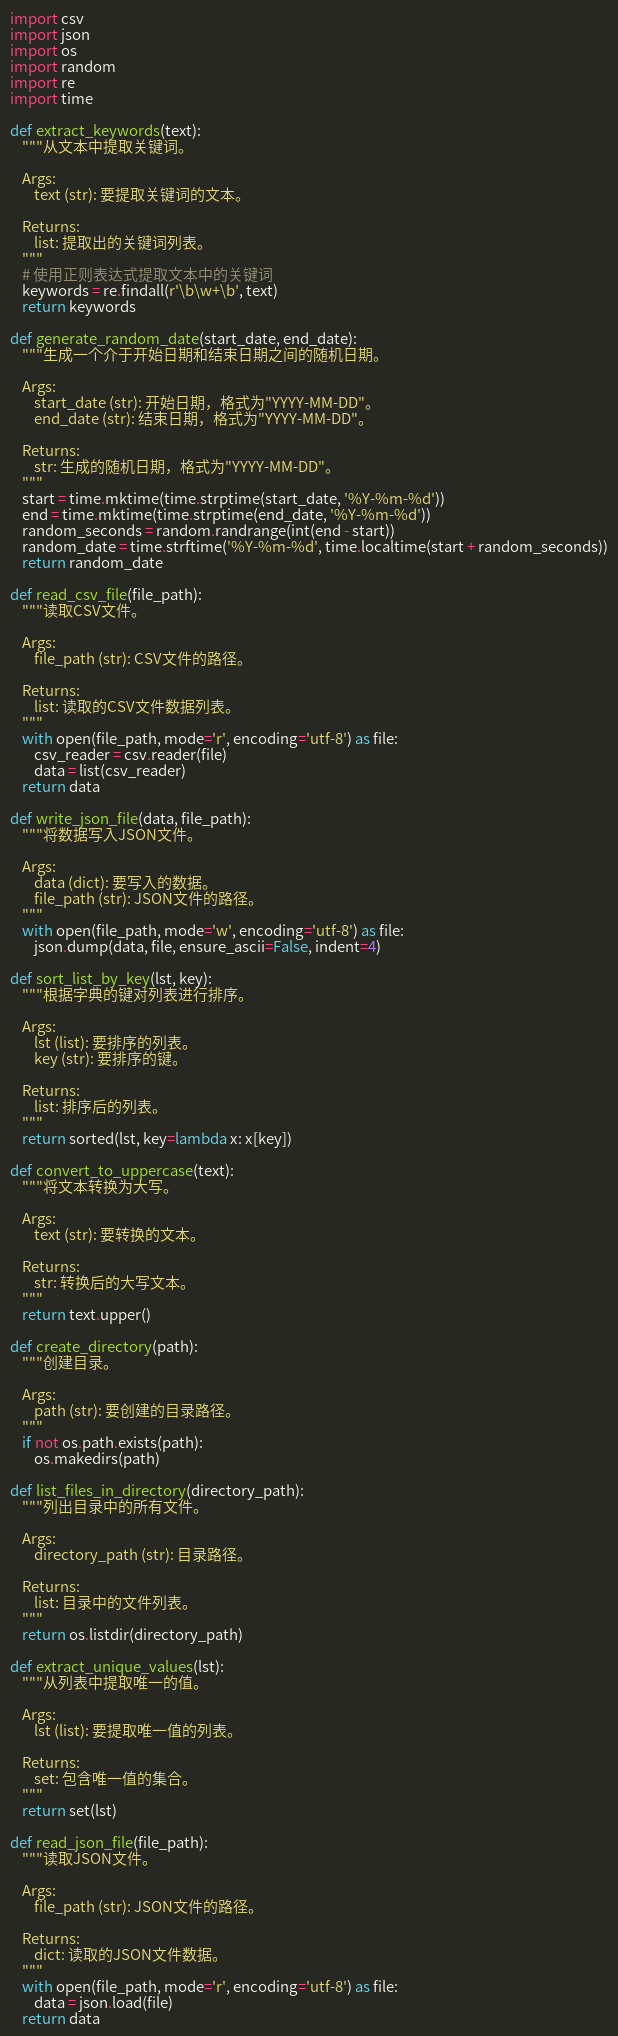 import csv
import json
import os
import random
import re
import time

def extract_keywords(text):
    """从文本中提取关键词。

    Args:
        text (str): 要提取关键词的文本。

    Returns:
        list: 提取出的关键词列表。
    """
    # 使用正则表达式提取文本中的关键词
    keywords = re.findall(r'\b\w+\b', text)
    return keywords

def generate_random_date(start_date, end_date):
    """生成一个介于开始日期和结束日期之间的随机日期。

    Args:
        start_date (str): 开始日期，格式为"YYYY-MM-DD"。
        end_date (str): 结束日期，格式为"YYYY-MM-DD"。

    Returns:
        str: 生成的随机日期，格式为"YYYY-MM-DD"。
    """
    start = time.mktime(time.strptime(start_date, '%Y-%m-%d'))
    end = time.mktime(time.strptime(end_date, '%Y-%m-%d'))
    random_seconds = random.randrange(int(end - start))
    random_date = time.strftime('%Y-%m-%d', time.localtime(start + random_seconds))
    return random_date

def read_csv_file(file_path):
    """读取CSV文件。

    Args:
        file_path (str): CSV文件的路径。

    Returns:
        list: 读取的CSV文件数据列表。
    """
    with open(file_path, mode='r', encoding='utf-8') as file:
        csv_reader = csv.reader(file)
        data = list(csv_reader)
    return data

def write_json_file(data, file_path):
    """将数据写入JSON文件。

    Args:
        data (dict): 要写入的数据。
        file_path (str): JSON文件的路径。
    """
    with open(file_path, mode='w', encoding='utf-8') as file:
        json.dump(data, file, ensure_ascii=False, indent=4)

def sort_list_by_key(lst, key):
    """根据字典的键对列表进行排序。

    Args:
        lst (list): 要排序的列表。
        key (str): 要排序的键。

    Returns:
        list: 排序后的列表。
    """
    return sorted(lst, key=lambda x: x[key])

def convert_to_uppercase(text):
    """将文本转换为大写。

    Args:
        text (str): 要转换的文本。

    Returns:
        str: 转换后的大写文本。
    """
    return text.upper()

def create_directory(path):
    """创建目录。

    Args:
        path (str): 要创建的目录路径。
    """
    if not os.path.exists(path):
        os.makedirs(path)

def list_files_in_directory(directory_path):
    """列出目录中的所有文件。

    Args:
        directory_path (str): 目录路径。

    Returns:
        list: 目录中的文件列表。
    """
    return os.listdir(directory_path)

def extract_unique_values(lst):
    """从列表中提取唯一的值。

    Args:
        lst (list): 要提取唯一值的列表。

    Returns:
        set: 包含唯一值的集合。
    """
    return set(lst)

def read_json_file(file_path):
    """读取JSON文件。

    Args:
        file_path (str): JSON文件的路径。

    Returns:
        dict: 读取的JSON文件数据。
    """
    with open(file_path, mode='r', encoding='utf-8') as file:
        data = json.load(file)
    return data